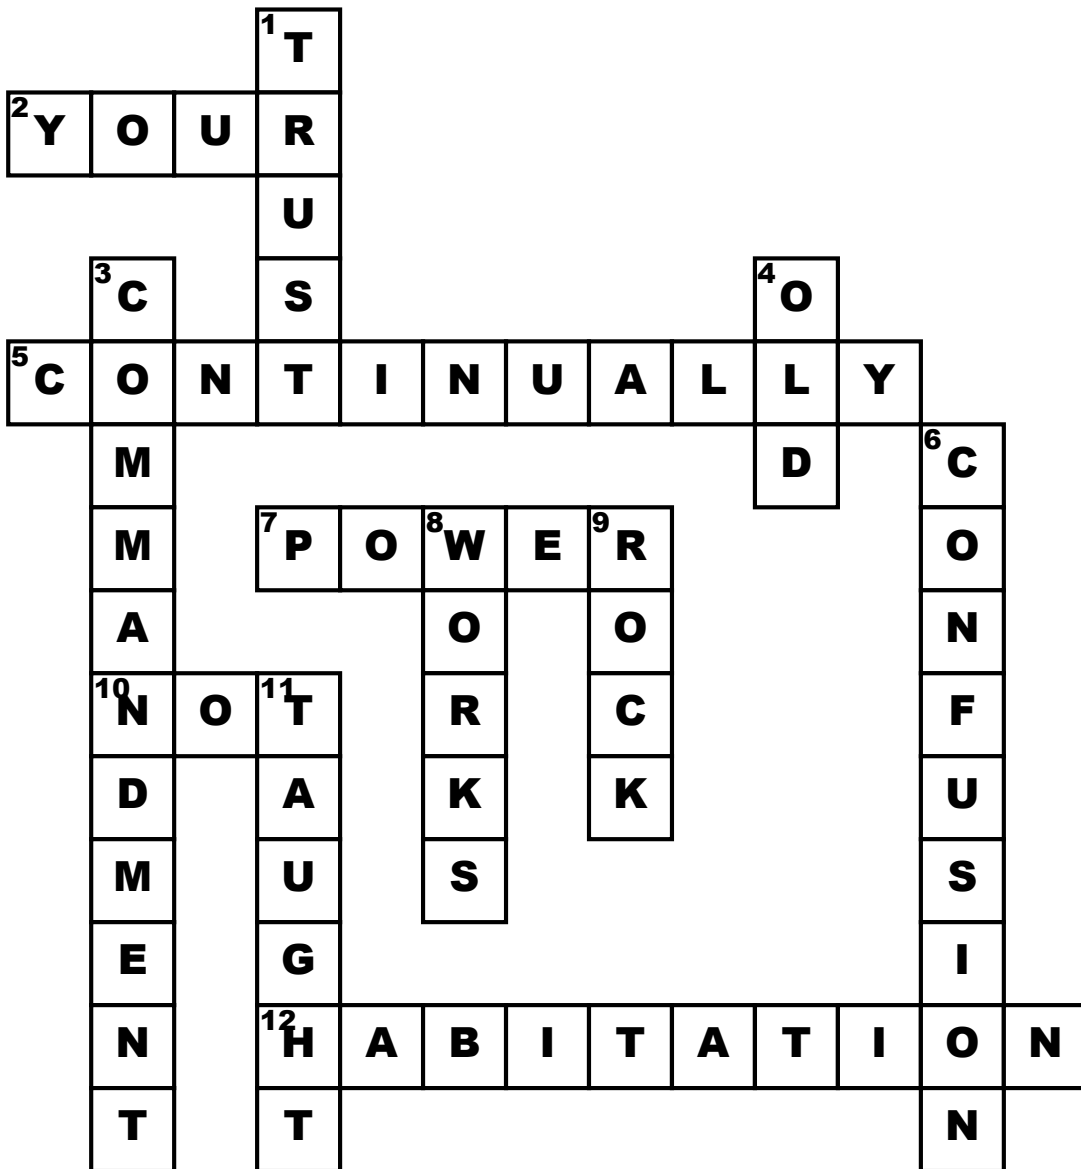 1 T
2 Y O U R
U
3 C S 4 O
5 C O N T I N U A L L Y
M D 6 C
M 7 P O 8 W E 9 R O
A O O N
10 N O 11 T R C F
D A K K U
M U S S
E G I
N 12 H A B I T A T I O N
T T N